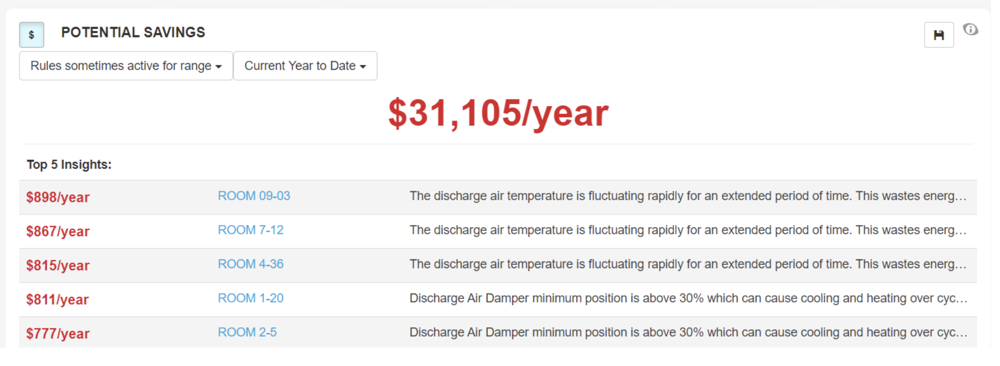 $ POTENTIAL SAVINGS
Rules sometimes active for range Current Year to Date
$31,105/year
Top 5 Insights:
$898/year ROOM 09-03 The discharge air temperature is fluctuating rapidly for an extended period of time. This wastes energ...
$867/year ROOM 7-12 The discharge air temperature is fluctuating rapidly for an extended period of time. This wastes energ...
$815/year ROOM 4-36 The discharge air temperature is fluctuating rapidly for an extended period of time. This wastes energ...
$811/year ROOM 1-20 Discharge Air Damper minimum position is above 30% which can cause cooling and heating over cyc...
$777/year ROOM 2-5 Discharge Air Damper minimum position is above 30% which can cause cooling and heating over cyc...